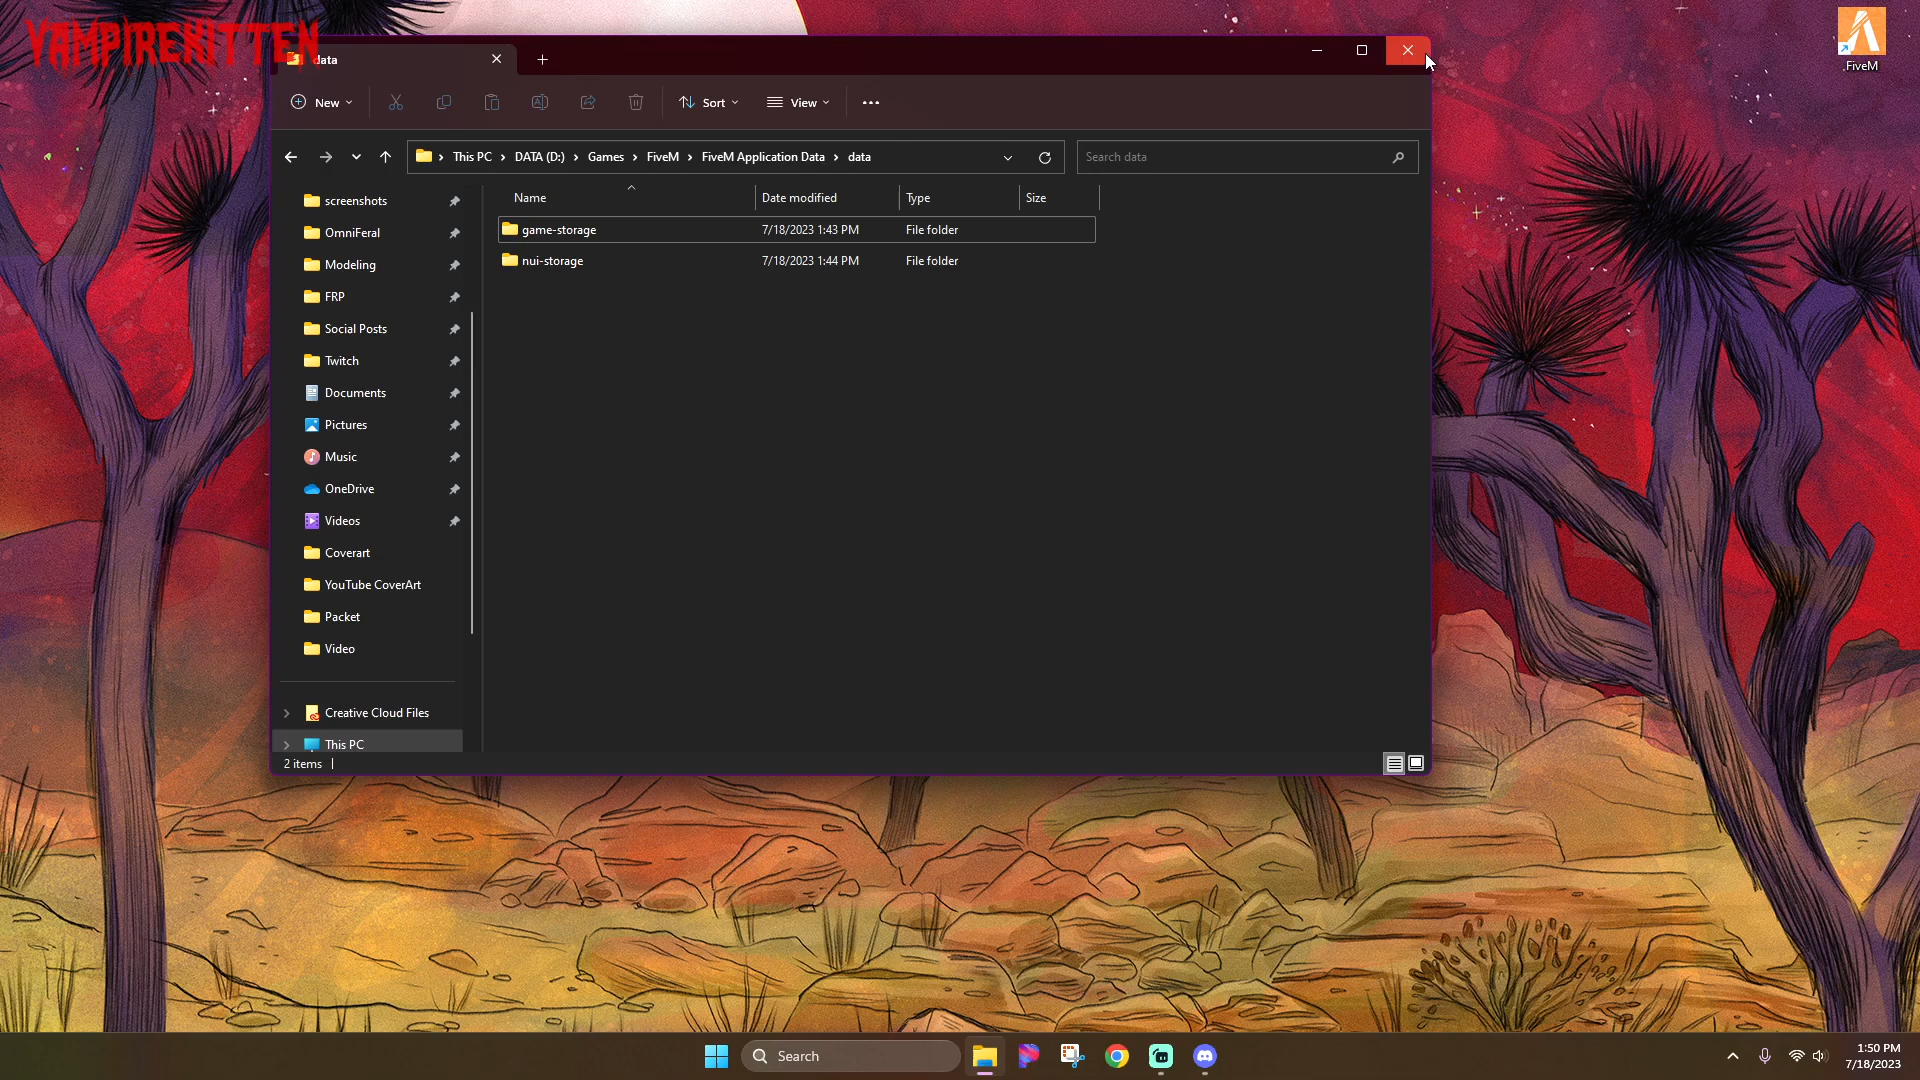 VAMPIREKITTEN
data
FiveM
New
Sort
View
This PC
DATA (D:)
Games
FiveM
FiveM Application Data
data
Search data
screenshots
OmniFeral
Modeling
FRP
Social Posts
Twitch
Documents
Pictures
Music
OneDrive
Videos
Coverart
YouTube CoverArt
Packet
Video
Creative Cloud Files
This PC
Name Date modified Type Size
game-storage 7/18/2023 1:43 PM File folder
nui-storage 7/18/2023 1:44 PM File folder
2 items
Search
1:50 PM
7/18/2023